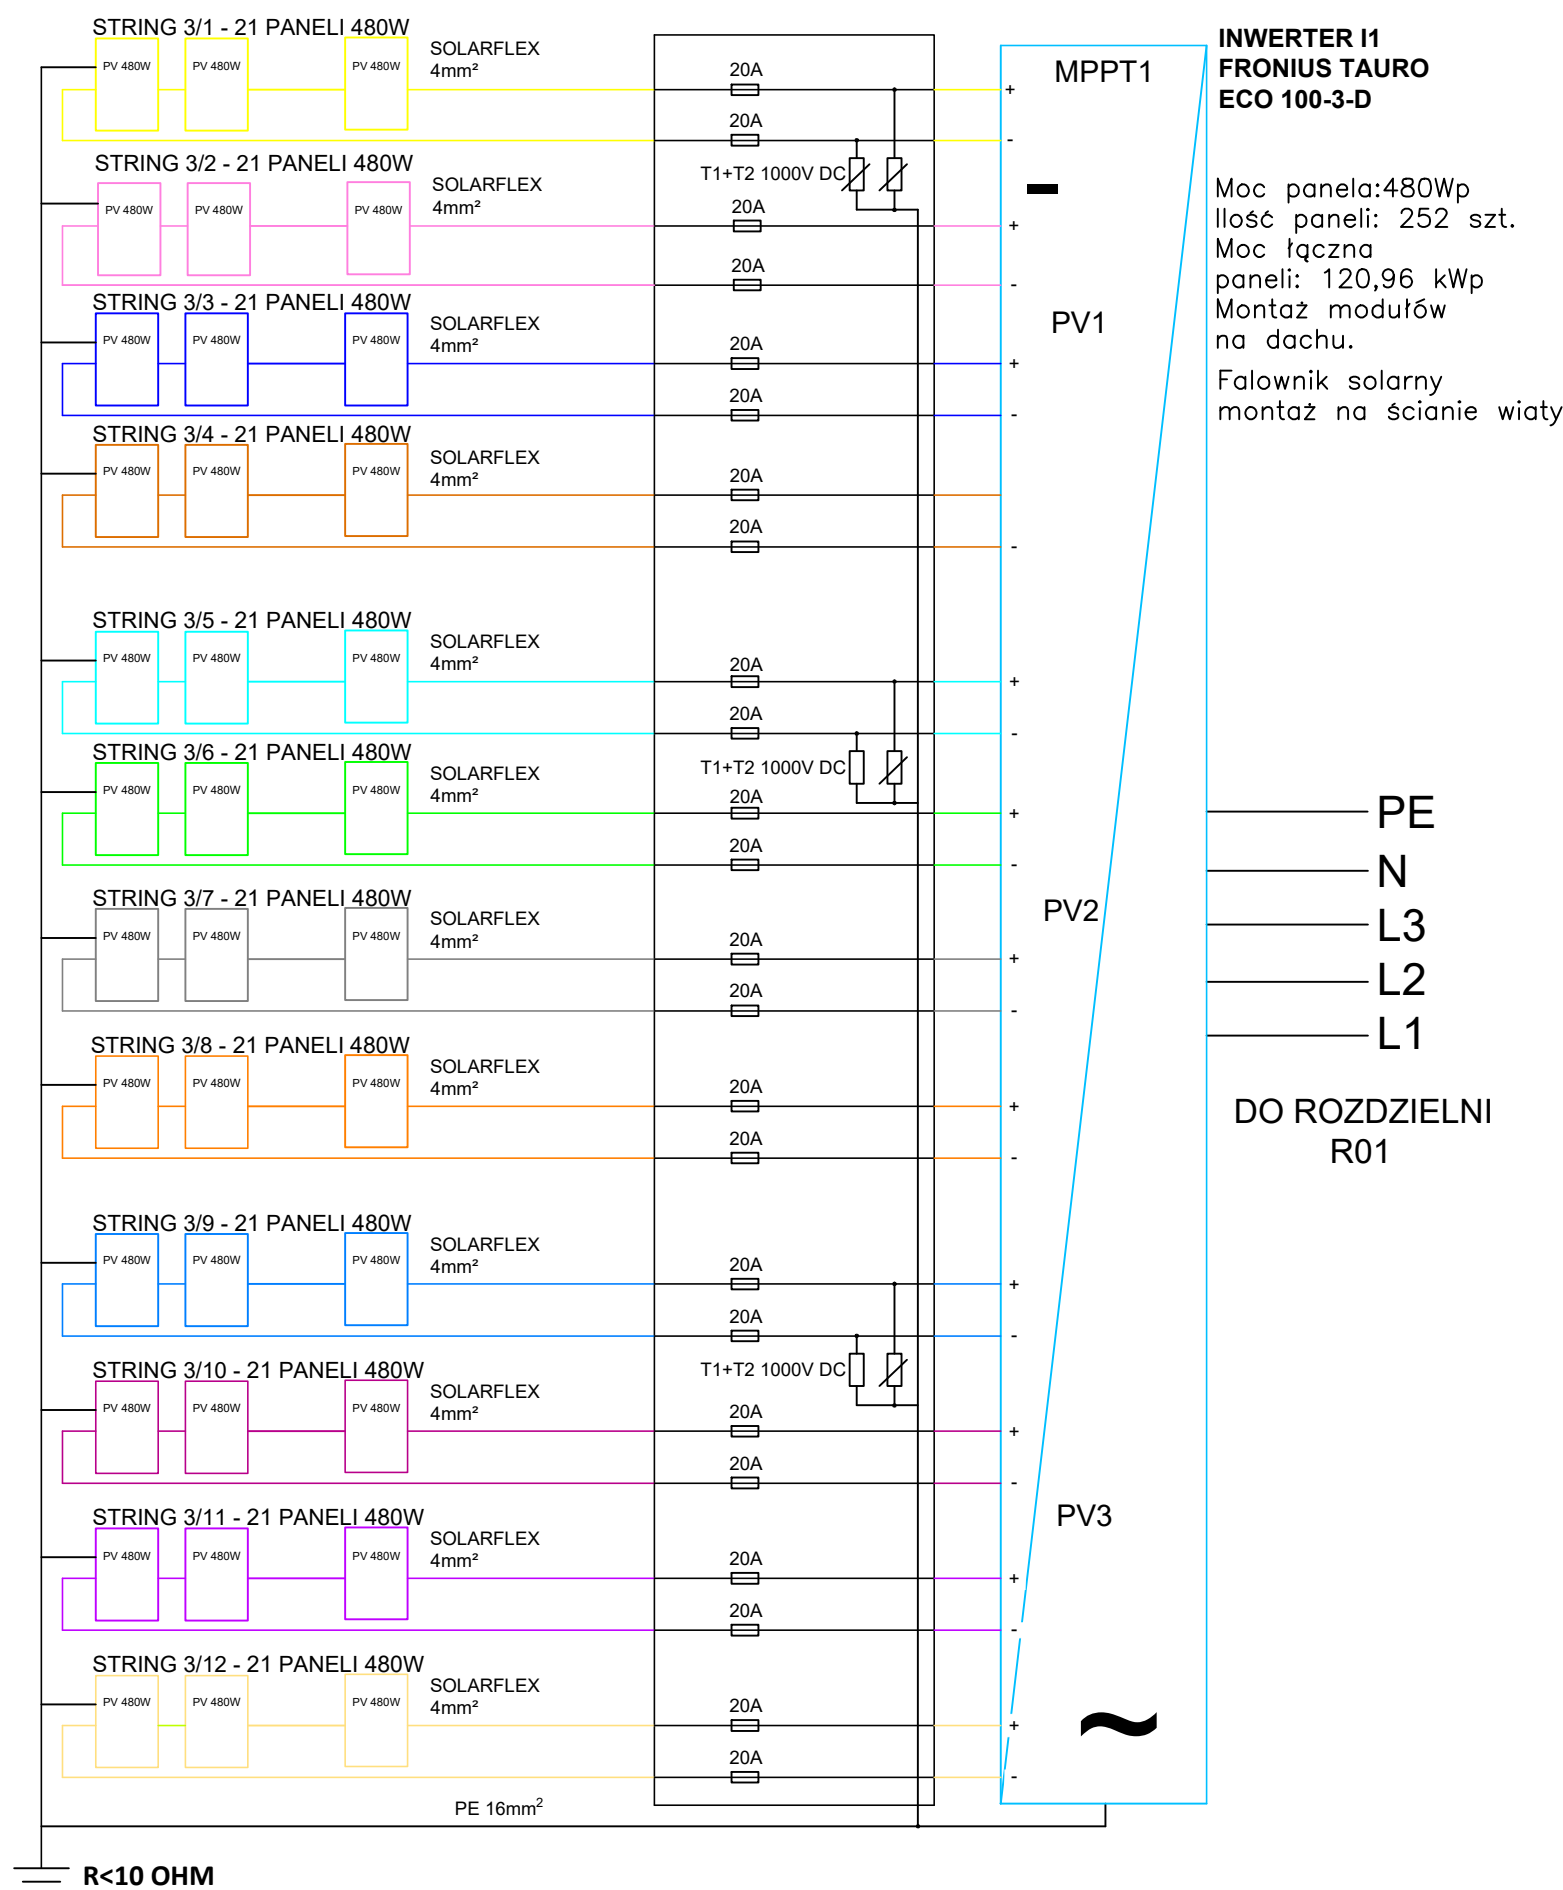 STRING 3/1 - 21 PANELI 480W
PV 480W
PV 480W
PV 480W
SOLARFLEX
4mm²
20A
20A
T1+T2 1000V DC
STRING 3/2 - 21 PANELI 480W
PV 480W
PV 480W
PV 480W
SOLARFLEX
4mm²
20A
20A
STRING 3/3 - 21 PANELI 480W
PV 480W
PV 480W
PV 480W
SOLARFLEX
4mm²
20A
20A
STRING 3/4 - 21 PANELI 480W
PV 480W
PV 480W
PV 480W
SOLARFLEX
4mm²
20A
20A
STRING 3/5 - 21 PANELI 480W
PV 480W
PV 480W
PV 480W
SOLARFLEX
4mm²
20A
20A
T1+T2 1000V DC
STRING 3/6 - 21 PANELI 480W
PV 480W
PV 480W
PV 480W
SOLARFLEX
4mm²
20A
20A
STRING 3/7 - 21 PANELI 480W
PV 480W
PV 480W
PV 480W
SOLARFLEX
4mm²
20A
20A
STRING 3/8 - 21 PANELI 480W
PV 480W
PV 480W
PV 480W
SOLARFLEX
4mm²
20A
20A
STRING 3/9 - 21 PANELI 480W
PV 480W
PV 480W
PV 480W
SOLARFLEX
4mm²
20A
20A
T1+T2 1000V DC
STRING 3/10 - 21 PANELI 480W
PV 480W
PV 480W
PV 480W
SOLARFLEX
4mm²
20A
20A
STRING 3/11 - 21 PANELI 480W
PV 480W
PV 480W
PV 480W
SOLARFLEX
4mm²
20A
20A
STRING 3/12 - 21 PANELI 480W
PV 480W
PV 480W
PV 480W
SOLARFLEX
4mm²
20A
20A
PE 16mm²
R<10 OHM
MPPT1
+
-
+
-
PV1
+
-
-
+
-
+
-
PV2
+
-
+
-
+
-
+
-
PV3
+
-
+
-
~
INWERTER I1
FRONIUS TAURO
ECO 100-3-D
Moc panela:480Wp
Ilość paneli: 252 szt.
Moc łączna
paneli: 120,96 kWp
Montaż modułów
na dachu.
Falownik solarny
montaż na ścianie wiaty
PE
N
L3
L2
L1
DO ROZDZIELNI
R01